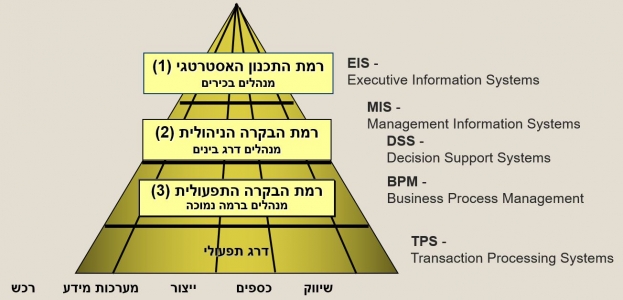 רמת התכנון האסטרטגי (1)
מנהלים בכירים
EIS -
Executive Information Systems
MIS -
Management Information Systems
רמת הבקרה הניהולית (2)
מנהלים דרג בינים
DSS -
Decision Support Systems
רמת הבקרה התפעולית (3)
מנהלים ברמה נמוכה
BPM -
Business Process Management
דרג תפעולי
TPS -
Transaction Processing Systems
שיווק כספים ייצור מערכות מידע רכש